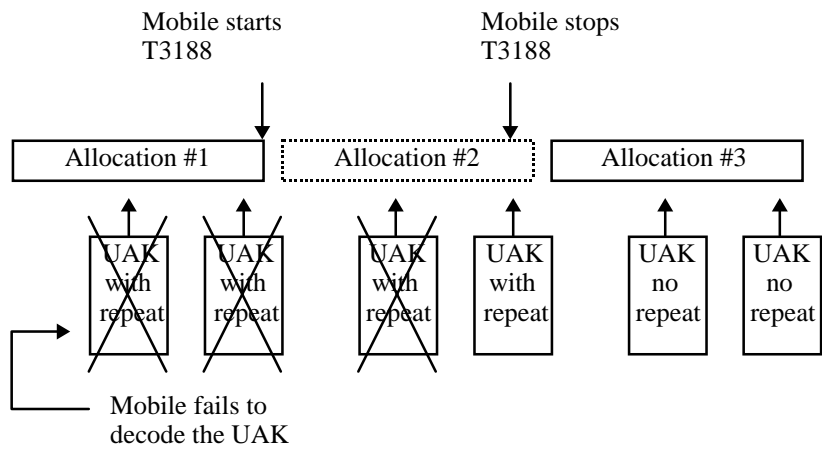 Mobile starts
T3188
Mobile stops
T3188
Allocation #1
Allocation #2
Allocation #3
UAK
with
repeat
UAK
with
repeat
UAK
with
repeat
UAK
with
repeat
UAK
no
repeat
UAK
no
repeat
Mobile fails to
decode the UAK